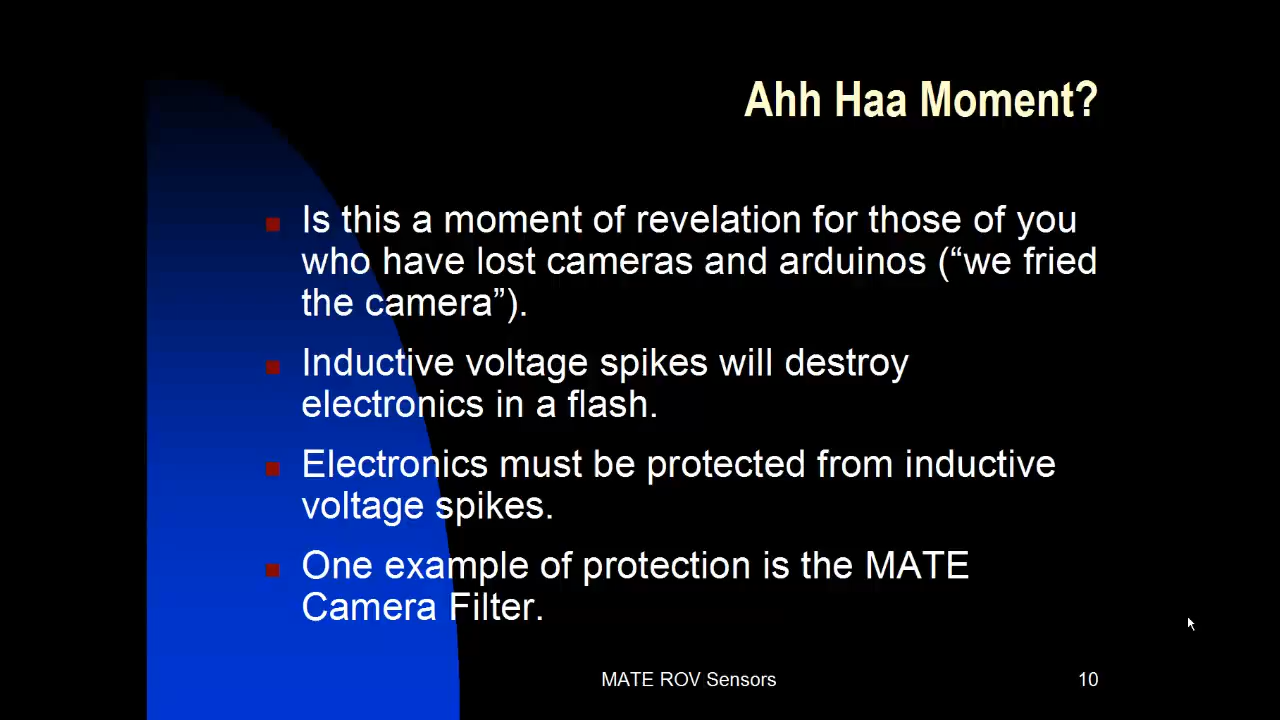 Ahh Haa Moment?
Is this a moment of revelation for those of you
who have lost cameras and arduinos (“we fried
the camera”).
Inductive voltage spikes will destroy
electronics in a flash.
Electronics must be protected from inductive
voltage spikes.
One example of protection is the MATE
Camera Filter.
MATE ROV Sensors
10